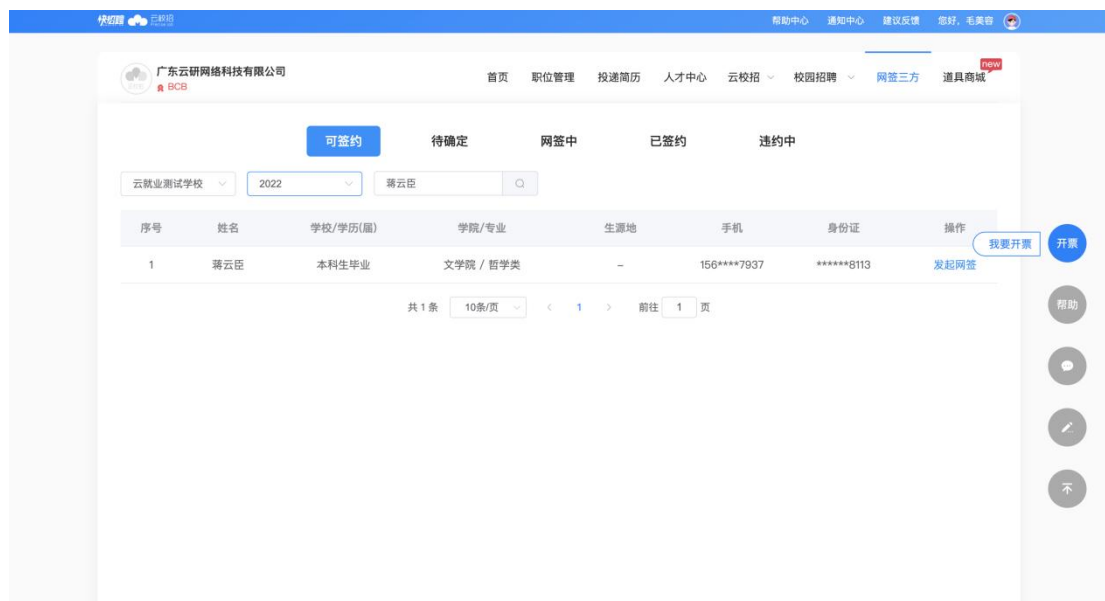 快招聘 云校招 帮助中心 通知中心 建议反馈 您好，毛美容
广东云研网络科技有限公司
BCB
首页 职位管理 投递简历 人才中心 云校招 校园招聘 网签三方 道具商城 new
可签约 待确定 网签中 已签约 违约中
云就业测试学校 2022 蒋云臣
序号 姓名 学校/学历(届) 学院/专业 生源地 手机 身份证 操作
我要开票 开票
1 蒋云臣 本科生毕业 文学院 / 哲学类 – 156****7937 ******8113 发起网签
共 1 条 10条/页 1 前往 1 页
帮助